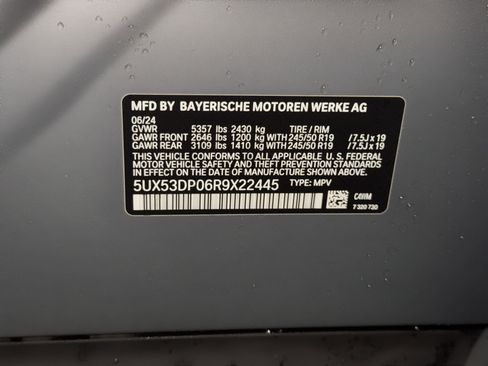 MFD BY BAYERISCHE MOTOREN WERKE AG
06/24
GVWR 5357 lbs 2430 kg TIRE / RIM
GAWR FRONT 2646 lbs 1200 kg WITH 245/50 R19 /7.5J x 19
GAWR REAR 3109 lbs 1410 kg WITH 245/50 R19 /7.5J x 19
THIS VEHICLE CONFORMS TO ALL APPLICABLE U. S. FEDERAL
MOTOR VEHICLE SAFETY AND THEFT PREVENTION STANDARDS
IN EFFECT ON THE DATE OF MANUFACTURE SHOWN ABOVE.
5UX53DP06R9X22445 TYPE: MPV
7 320 730